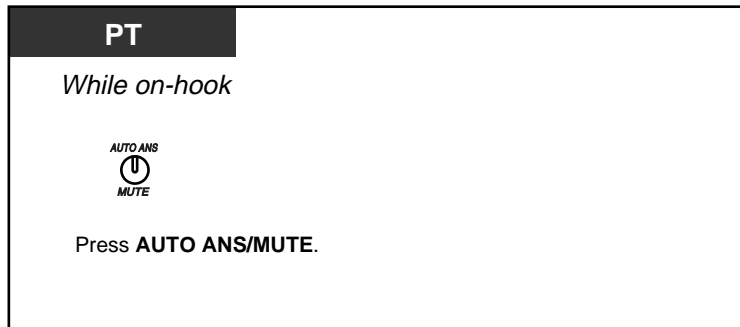 PT
While on-hook
AUTO ANS
MUTE
Press AUTO ANS/MUTE.